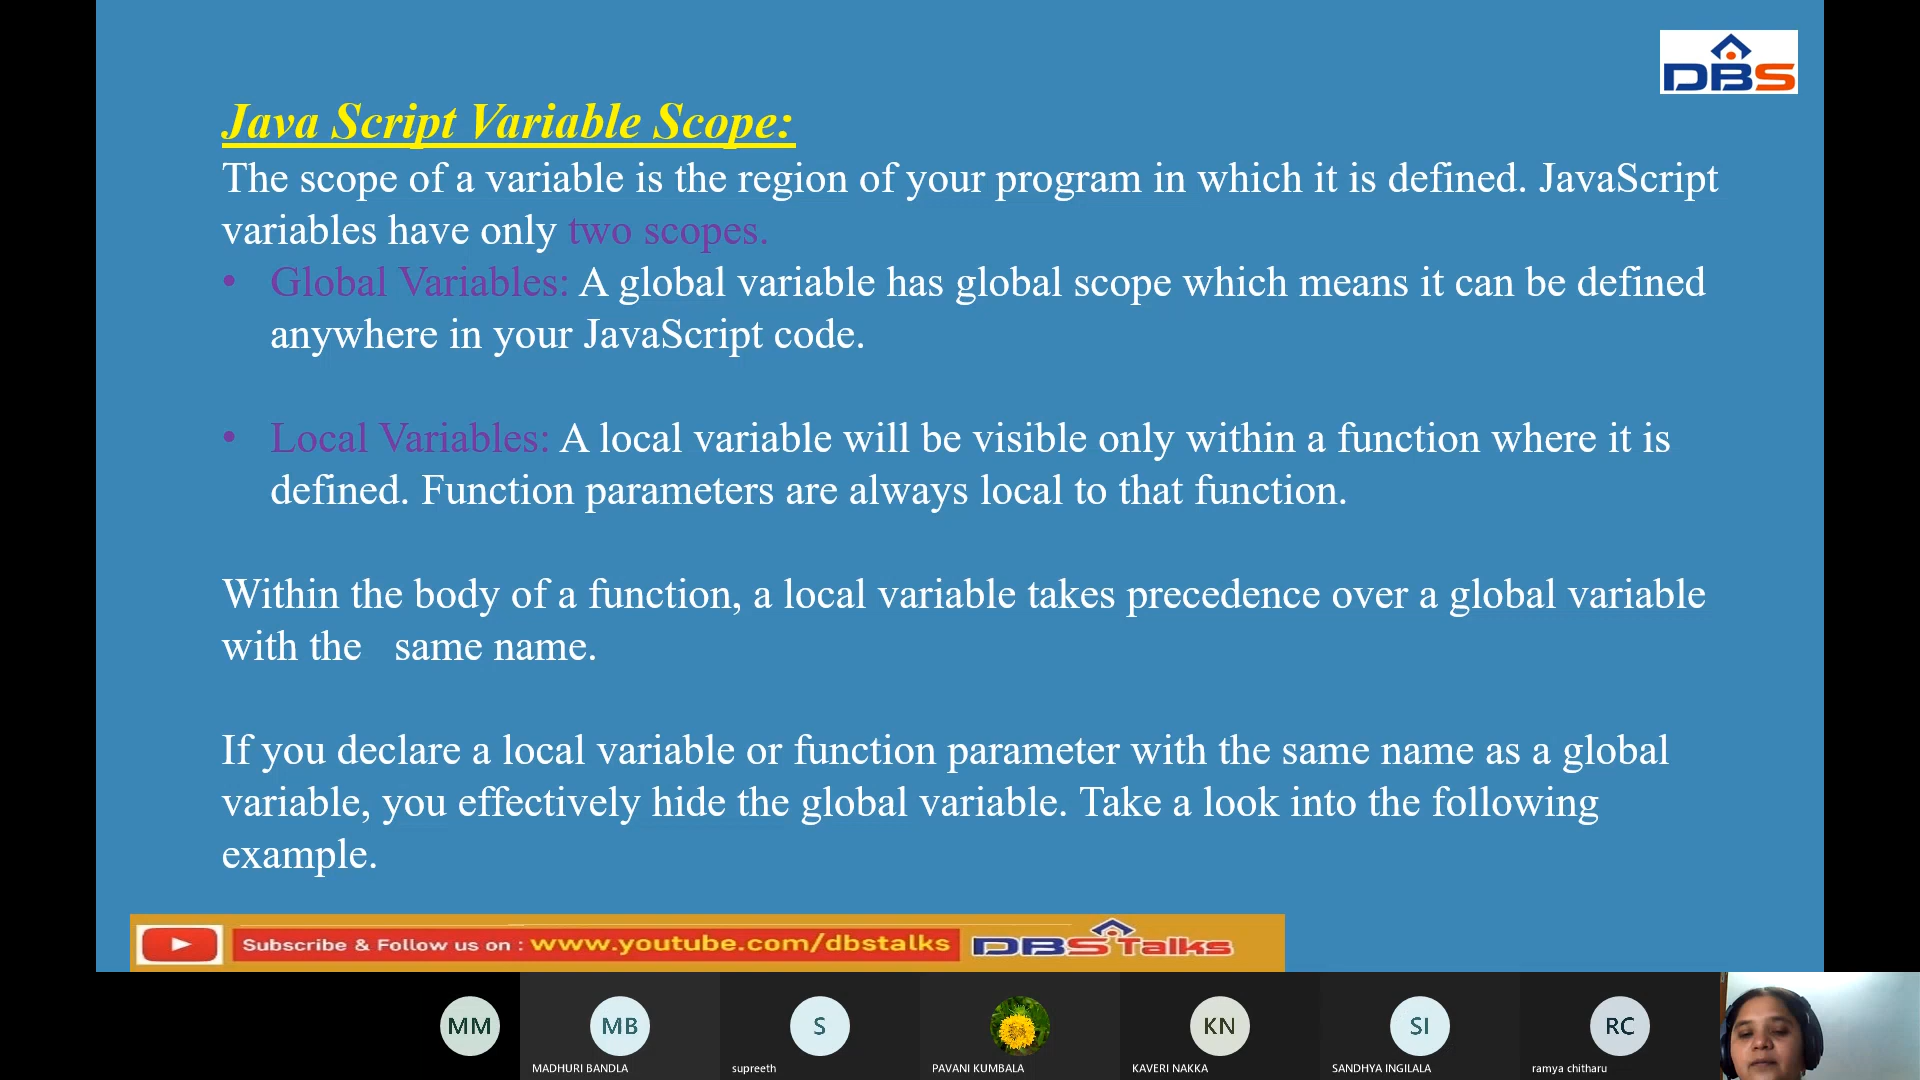 DBS
Java Script Variable Scope:
The scope of a variable is the region of your program in which it is defined. JavaScript
variables have only two scopes.
• Global Variables: A global variable has global scope which means it can be defined
anywhere in your JavaScript code.
• Local Variables: A local variable will be visible only within a function where it is
defined. Function parameters are always local to that function.
Within the body of a function, a local variable takes precedence over a global variable
with the   same name.
If you declare a local variable or function parameter with the same name as a global
variable, you effectively hide the global variable. Take a look into the following
example.
Subscribe & Follow us on : www.youtube.com/dbstalks DBS Talks
MM MB S KN SI RC
MADHURI BANDLA supreeth PAVANI KUMBALA KAVERI NAKKA SANDHYA INGILALA ramya chitharu